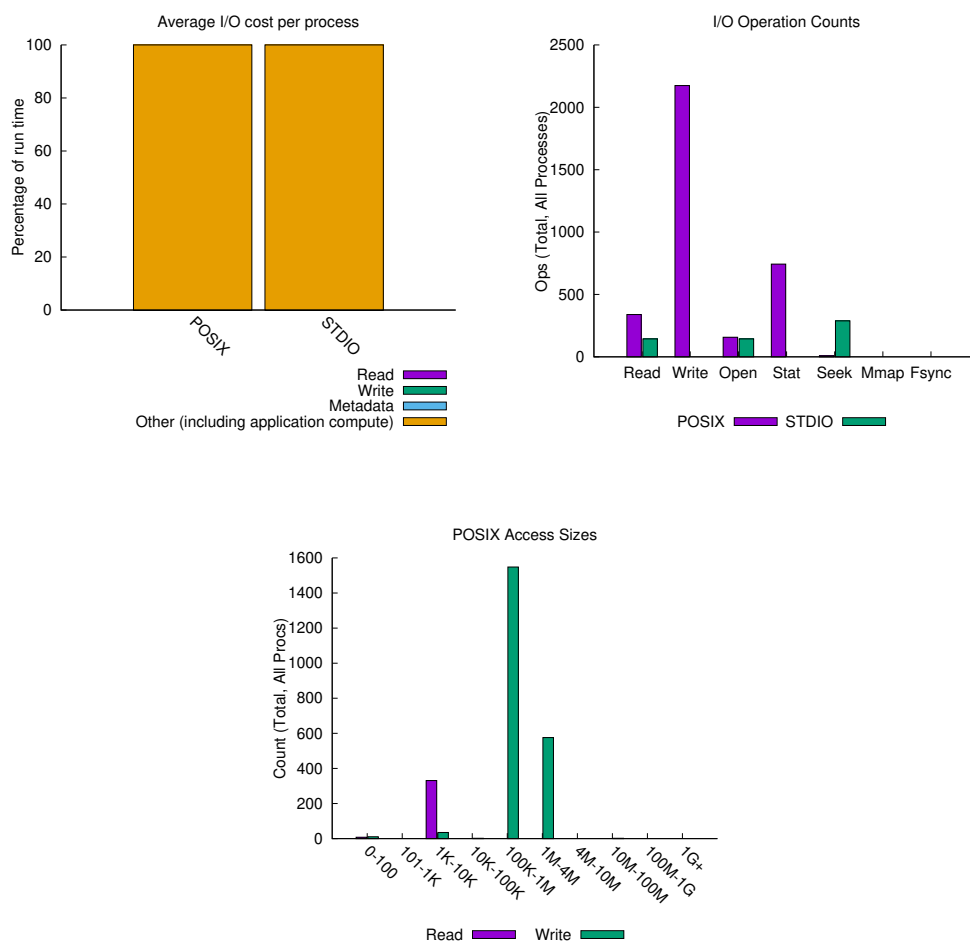 Average I/O cost per process
100
80
60
40
20
0
Percentage of run time
POSIX
STDIO
Read
Write
Metadata
Other (including application compute)
I/O Operation Counts
2500
2000
1500
1000
500
0
Ops (Total, All Processes)
Read Write Open Stat Seek Mmap Fsync
POSIX STDIO
POSIX Access Sizes
1600
1400
1200
1000
800
600
400
200
0
Count (Total, All Procs)
0-100
101-1K
1K-10K
10K-100K
100K-1M
1M-4M
4M-10M
10M-100M
100M-1G
1G+
Read Write